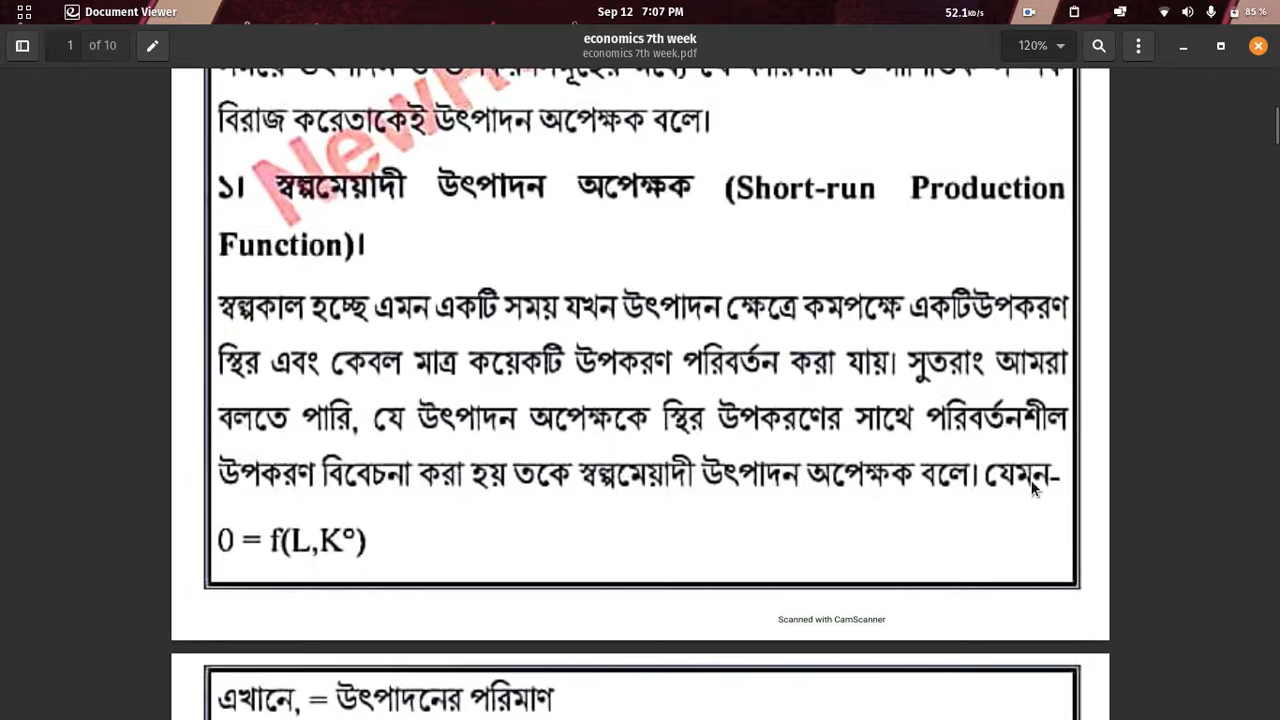 Document Viewer
Sep 12 7:07 PM
52.1kb/s
85 %
1 of 10
economics 7th week
economics 7th week.pdf
120%
বিরাজ করেতাকেই উৎপাদন অপেক্ষক বলে।
১। স্বল্পমেয়াদী উৎপাদন অপেক্ষক (Short-run Production
Function)।
স্বল্পকাল হচ্ছে এমন একটি সময় যখন উৎপাদন ক্ষেত্রে কমপক্ষে একটিউপকরণ
স্থির এবং কেবল মাত্র কয়েকটি উপকরণ পরিবর্তন করা যায়। সুতরাং আমরা
বলতে পারি, যে উৎপাদন অপেক্ষকে স্থির উপকরণের সাথে পরিবর্তনশীল
উপকরণ বিবেচনা করা হয় তকে স্বল্পমেয়াদী উৎপাদন অপেক্ষক বলে। যেমন-
0 = f(L,K°)
Scanned with CamScanner
এখানে, = উৎপাদনের পরিমাণ